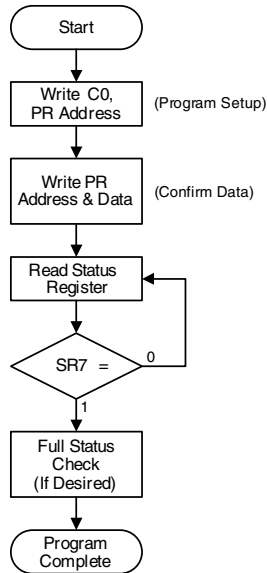 Start
Write C0,
PR Address
(Program Setup)
Write PR
Address & Data
(Confirm Data)
Read Status
Register
SR7 =
0
1
Full Status
Check
(If Desired)
Program
Complete